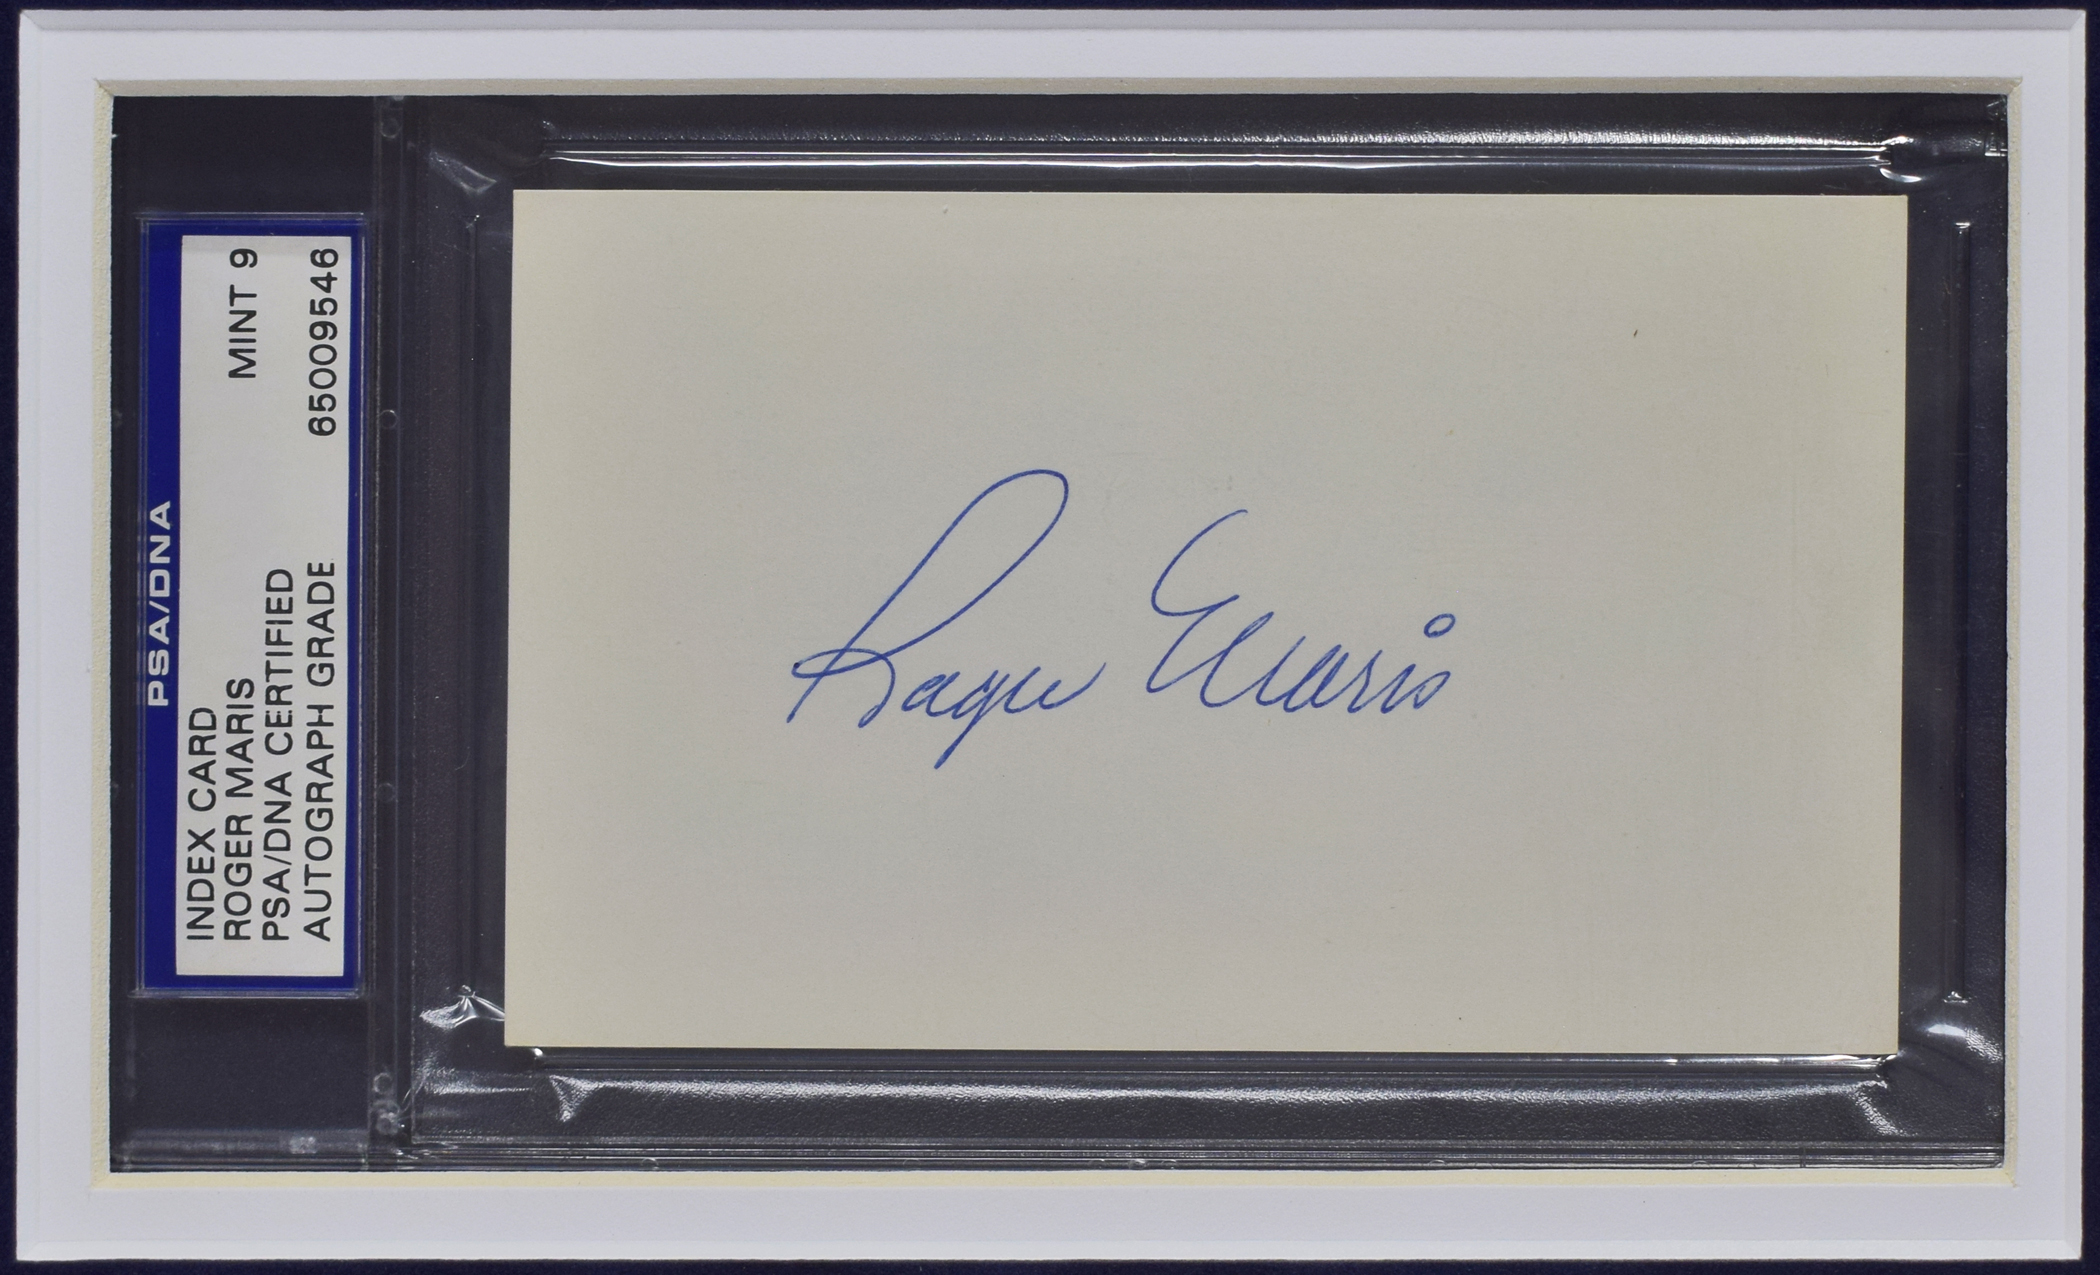 PSA/DNA
INDEX CARD
ROGER MARIS MINT 9
PSA/DNA CERTIFIED
AUTOGRAPH GRADE 65009546
Roger Maris